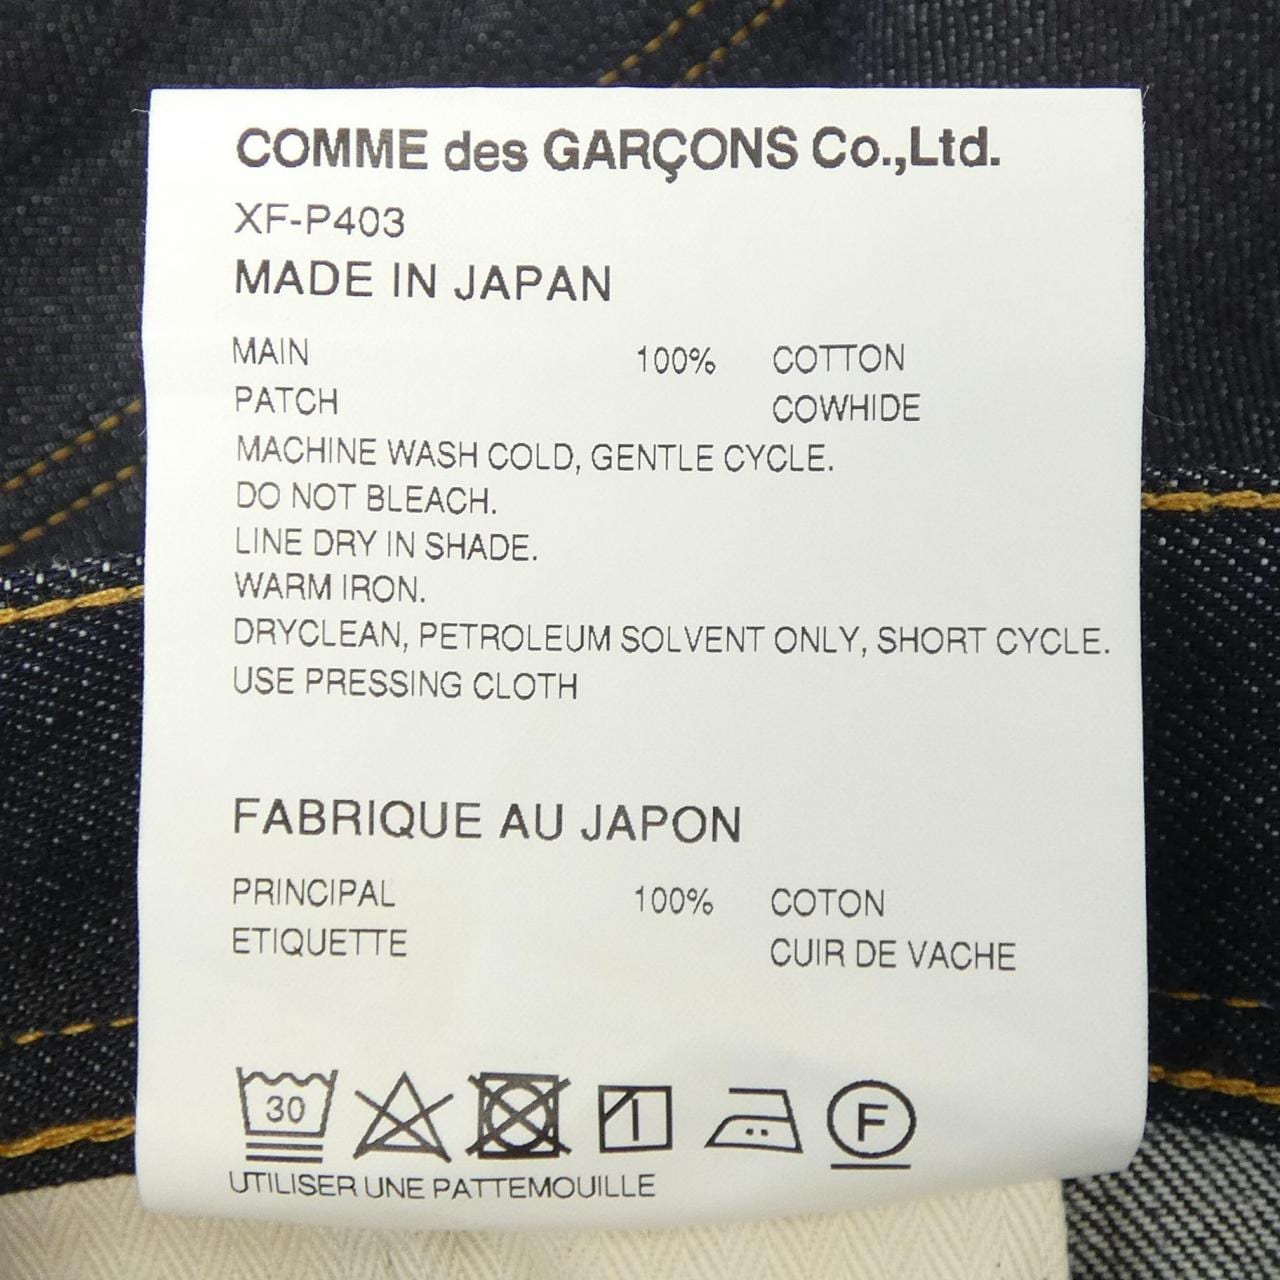 COMME des GARÇONS Co.,Ltd.
XF-P403
MADE IN JAPAN
MAIN 100% COTTON
PATCH COWHIDE
MACHINE WASH COLD, GENTLE CYCLE.
DO NOT BLEACH.
LINE DRY IN SHADE.
WARM IRON.
DRYCLEAN, PETROLEUM SOLVENT ONLY, SHORT CYCLE.
USE PRESSING CLOTH
FABRIQUE AU JAPON
PRINCIPAL 100% COTON
ETIQUETTE CUIR DE VACHE
30 F
UTILISER UNE PATTEMOUILLE